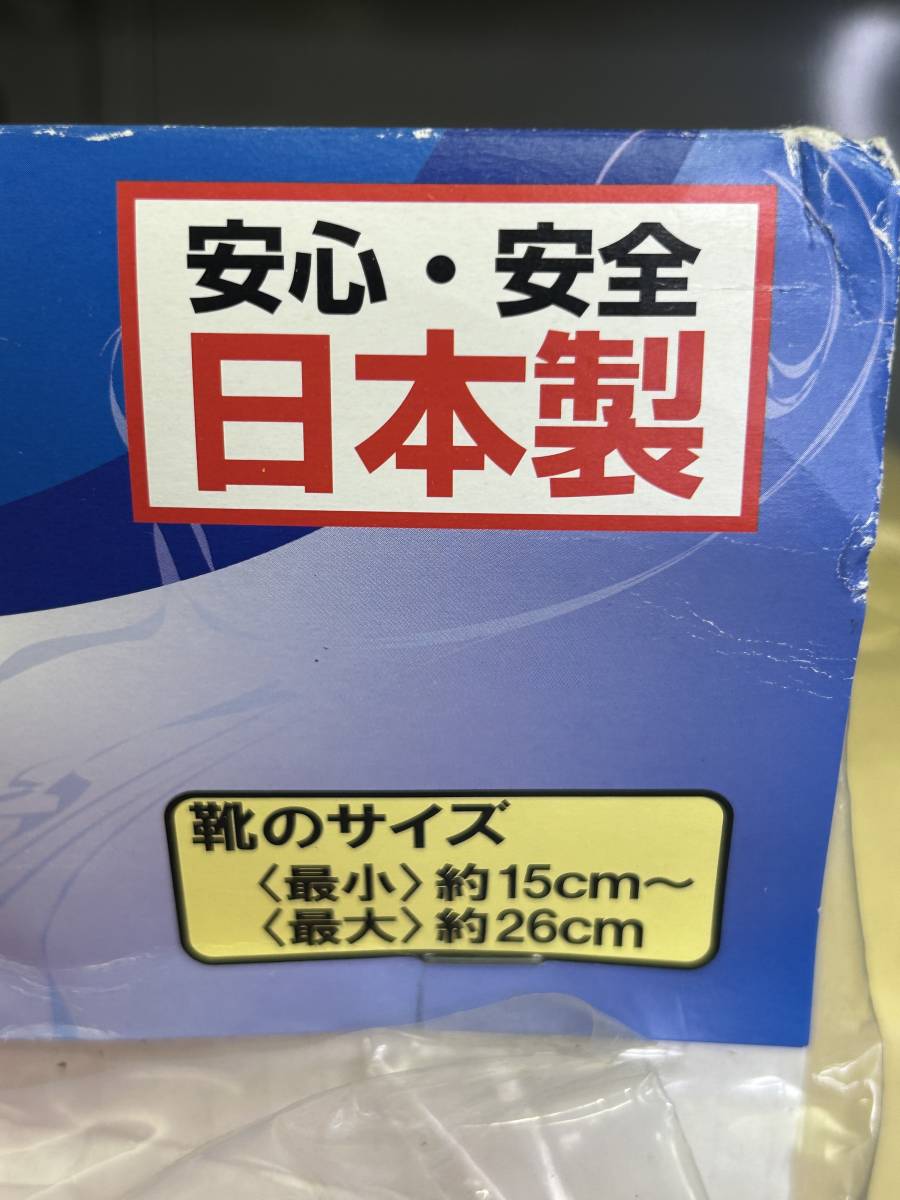 安心・安全
日本製
靴のサイズ
〈最小〉約15cm〜
〈最大〉約26cm